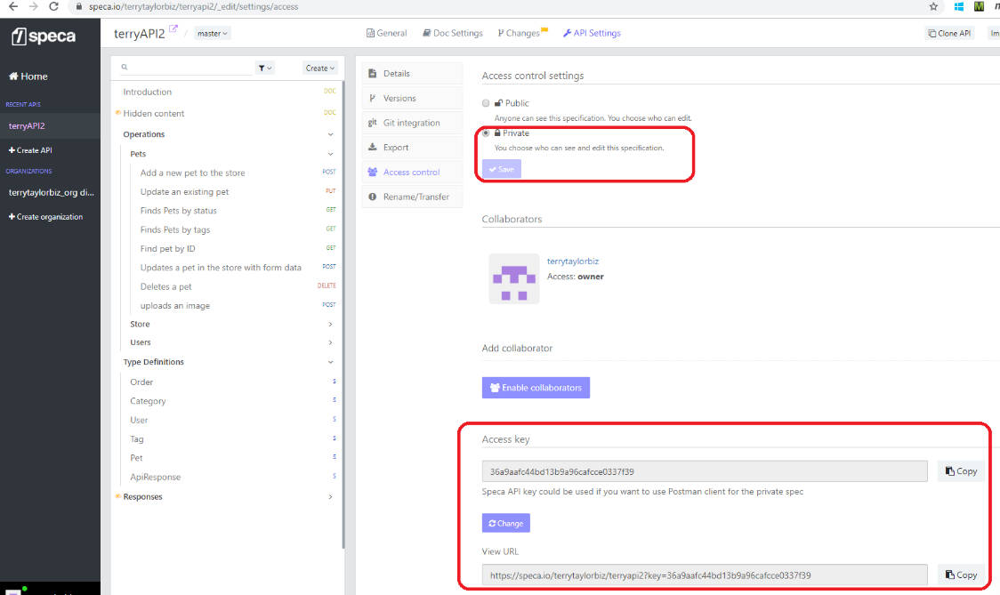 speca.io/terrytaylorbiz/terryapi2/_edit/settings/access
speca
Home
RECENT APIS
terryAPI2
Create API
ORGANIZATIONS
terrytaylorbiz_org di...
Create organization
terryAPI2 / master
General
Doc Settings
Changes
API Settings
Clone API
Im
Create
Introduction DOC
Hidden content DOC
Operations
Pets
Add a new pet to the store POST
Update an existing pet PUT
Finds Pets by status GET
Finds Pets by tags GET
Find pet by ID GET
Updates a pet in the store with form data POST
Deletes a pet DELETE
uploads an image POST
Store
Users
Type Definitions
Order S
Category S
User S
Tag S
Pet S
ApiResponse S
Responses
Details
Versions
git Git integration
Export
Access control
Rename/Transfer
Access control settings
Public
Anyone can see this specification. You choose who can edit.
Private
You choose who can see and edit this specification.
Save
Collaborators
terrytaylorbiz
Access: owner
Add collaborator
Enable collaborators
Access key
36a9aafc44bd13b9a96cafcce0337f39
Copy
Speca API key could be used if you want to use Postman client for the private spec
Change
View URL
https://speca.io/terrytaylorbiz/terryapi2?key=36a9aafc44bd13b9a96cafcce0337f39
Copy